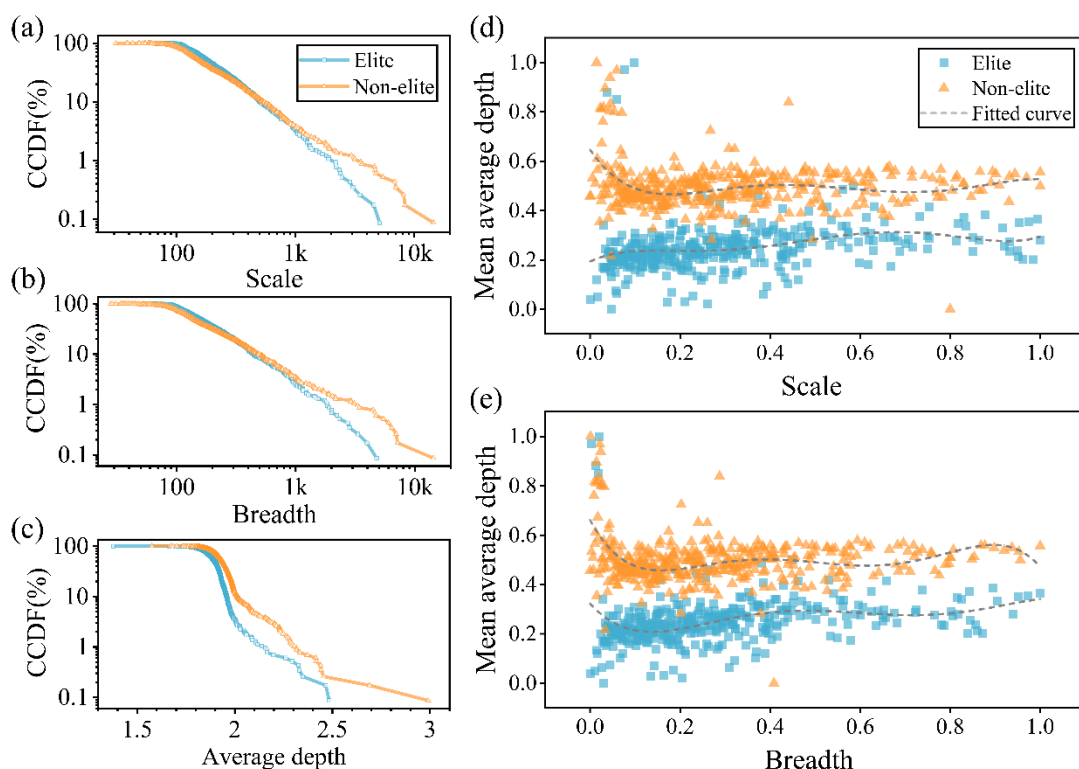 (a)
100
10
1
0.1
CCDF(%)
100
1k
10k
Scale
Elite
Non-elite
(b)
100
10
1
0.1
CCDF(%)
100
1k
10k
Breadth
(c)
100
10
1
0.1
CCDF(%)
1.5
2
2.5
3
Average depth
(d)
1.0
0.8
0.6
0.4
0.2
0.0
Mean average depth
0.0
0.2
0.4
0.6
0.8
1.0
Scale
Elite
Non-elite
Fitted curve
(e)
1.0
0.8
0.6
0.4
0.2
0.0
Mean average depth
0.0
0.2
0.4
0.6
0.8
1.0
Breadth